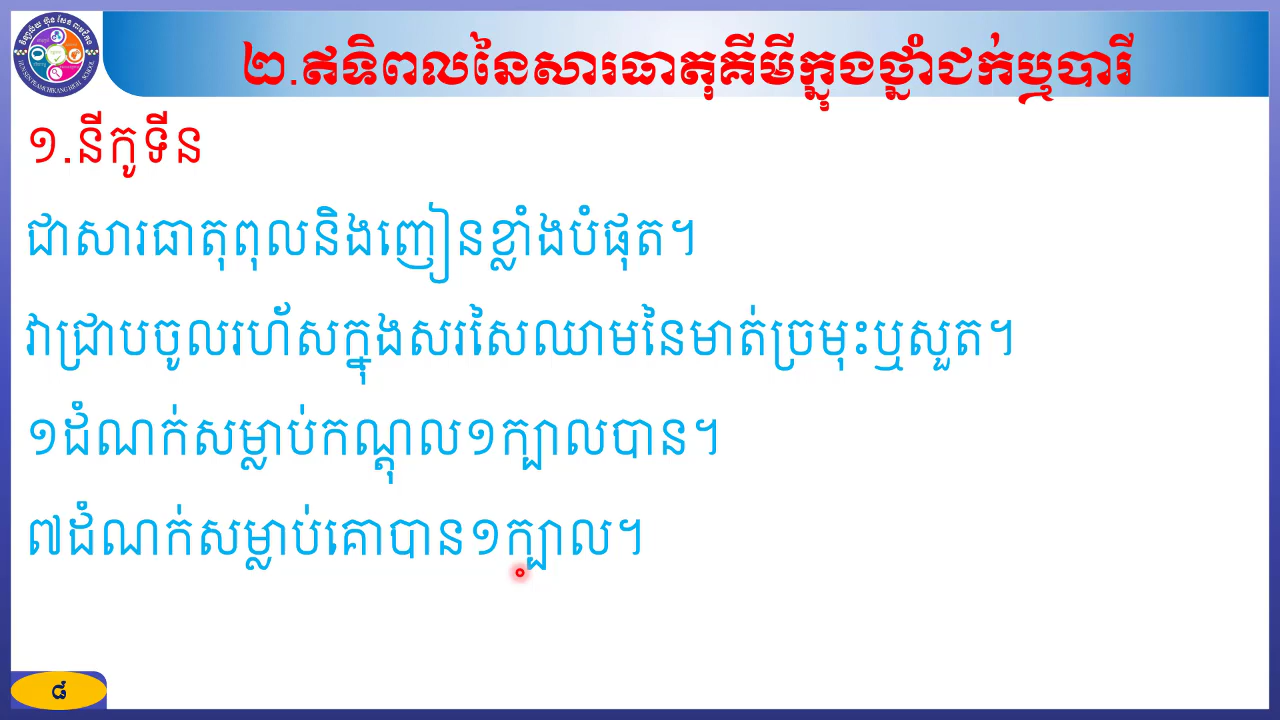 ២.ឥទិពលនៃសារធាតុគីមីក្នុងថ្នាំជក់ឬបារី
១.នីកូទីន
ជាសារធាតុពុលនិងញៀនខ្លាំងបំផុត។
វាជ្រាបចូលរហ័សក្នុងសរសៃឈាមនៃមាត់ច្រមុះឬសួត។
១ដំណក់សម្លាប់កណ្តុល១ក្បាលបាន។
៧ដំណក់សម្លាប់គោបាន១ក្បាល។
៨